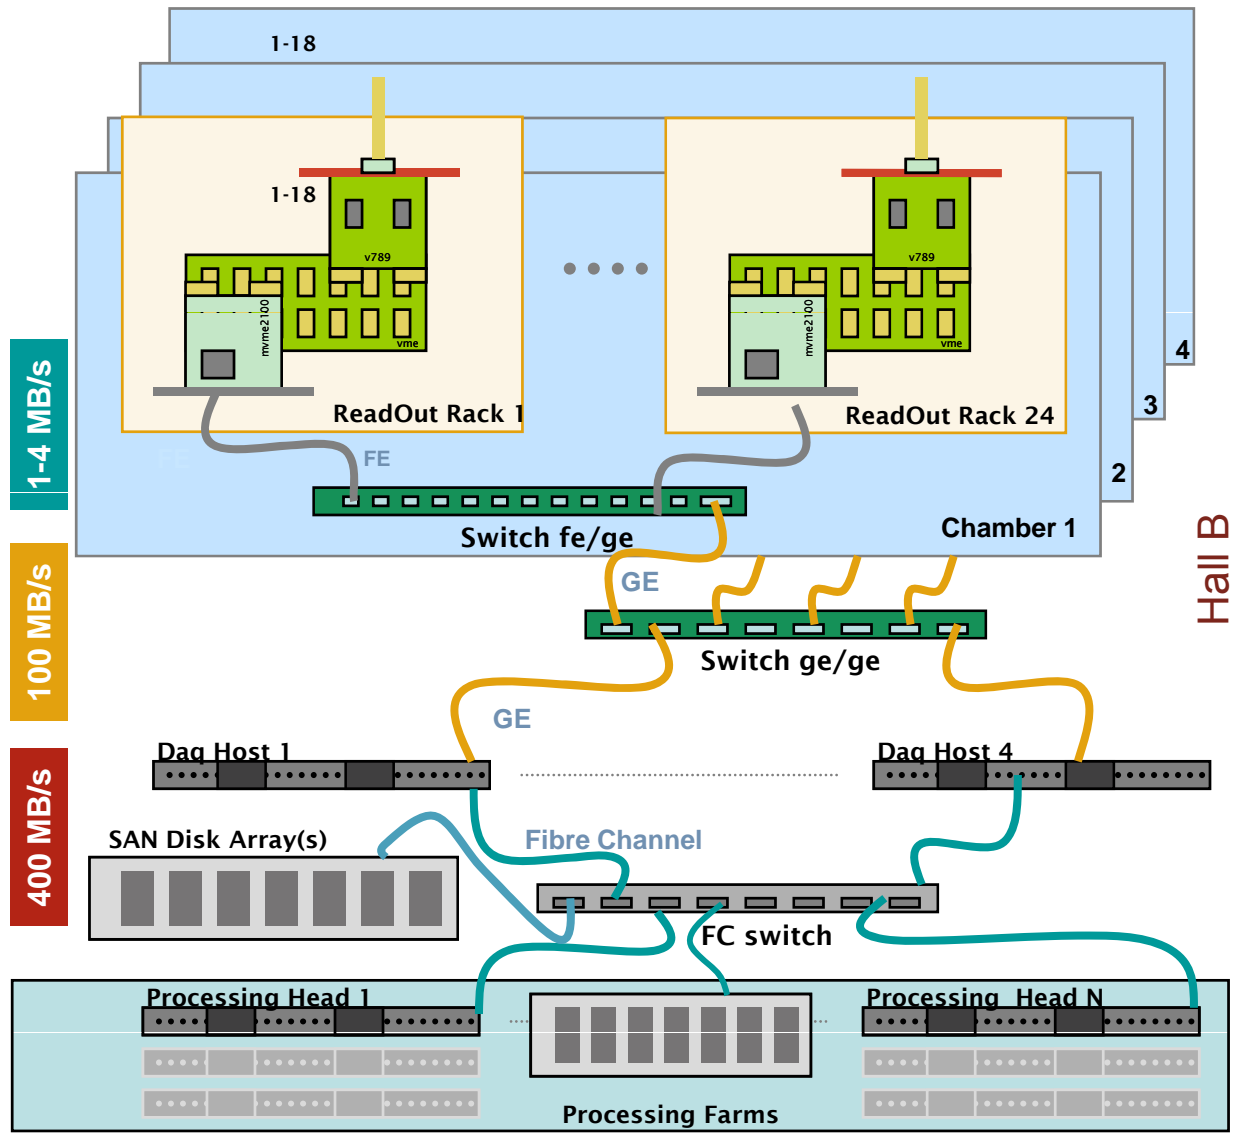 1-18
1-18
v789
v789
mvme2100
mvme2100
vme
vme
4
ReadOut Rack 1
ReadOut Rack 24
3
1-4 MB/s
FE
FE
2
Switch fe/ge
Chamber 1
Hall B
GE
100 MB/s
Switch ge/ge
GE
Daq Host 1
Daq Host 4
400 MB/s
SAN Disk Array(s)
Fibre Channel
FC switch
Processing Head 1
Processing Head N
Processing Farms